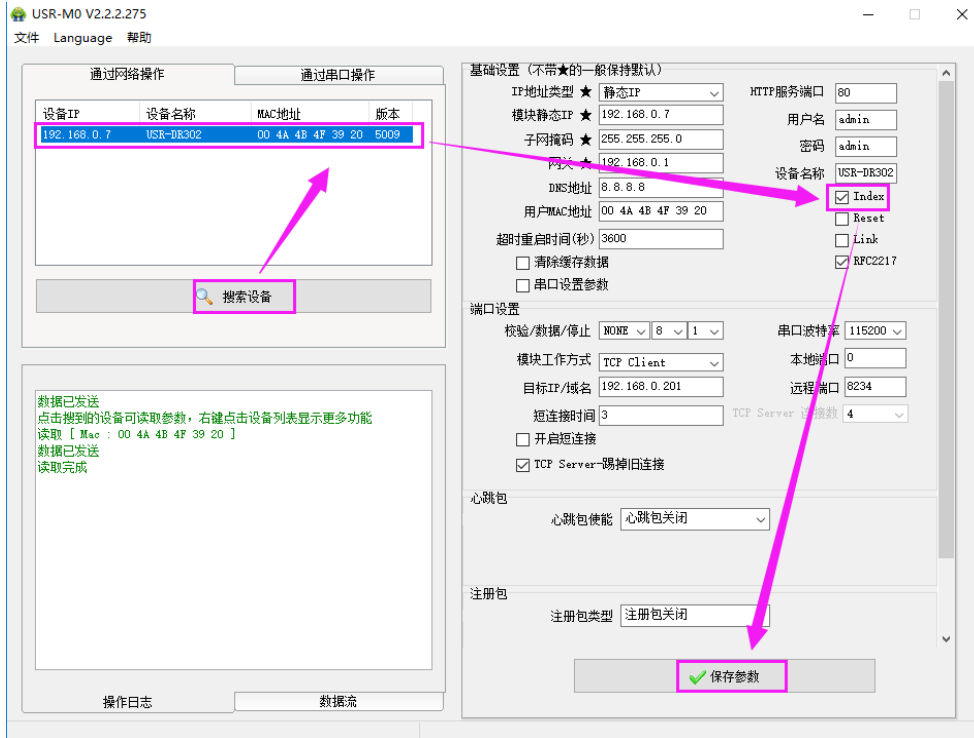 USR-M0 V2.2.2.275
文件 Language 帮助
通过网络操作 通过串口操作
设备IP 设备名称 MAC地址 版本
192.168.0.7 USR-DR302 00 4A 4B 4F 39 20 5009
搜索设备
数据已发送
点击搜到的设备可读取参数，右键点击设备列表显示更多功能
读取 [ Mac : 00 4A 4B 4F 39 20 ]
数据已发送
读取完成
操作日志 数据流
基础设置 (不带★的一般保持默认)
IP地址类型 ★ 静态IP
模块静态IP ★ 192.168.0.7
子网掩码 ★ 255.255.255.0
网关 ★ 192.168.0.1
DNS地址 8.8.8.8
用户MAC地址 00 4A 4B 4F 39 20
超时重启时间(秒) 3600
清除缓存数据
串口设置参数
HTTP服务端口 80
用户名 admin
密码 admin
设备名称 USR-DR302
Index
Reset
Link
RFC2217
端口设置
校验/数据/停止 NONE 8 1
模块工作方式 TCP Client
目标IP/域名 192.168.0.201
短连接时间 3
开启短连接
TCP Server-踢掉旧连接
串口波特率 115200
本地端口 0
远程端口 8234
TCP Server 连接数 4
心跳包
心跳包使能 心跳包关闭
注册包
注册包类型 注册包关闭
保存参数